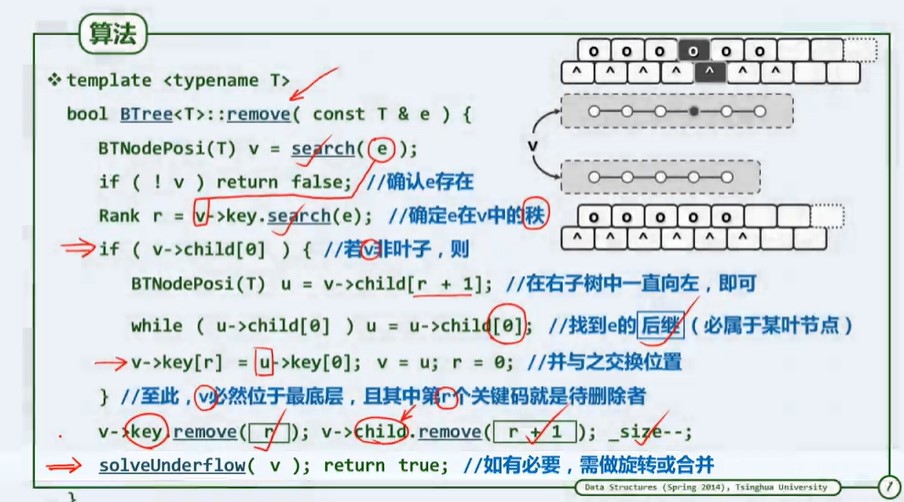 算法
❖ template <typename T>
bool BTree<T>::remove( const T & e ) {
BTNodePosi(T) v = search( e );
if ( ! v ) return false; //确认e存在
Rank r = v->key.search(e); //确定e在v中的秩
if ( v->child[0] ) { //若v非叶子，则
BTNodePosi(T) u = v->child[r + 1]; //在右子树中一直向左，即可
while ( u->child[0] ) u = u->child[0]; //找到e的后继（必属于某叶节点）
v->key[r] = u->key[0]; v = u; r = 0; //并与之交换位置
} //至此，v必然位于最底层，且其中第r个关键码就是待删除者
v->key.remove( r ); v->child.remove( r + 1 ); _size--;
solveUnderflow( v ); return true; //如有必要，需做旋转或合并
}
o o o o o o
^ ^ ^ ^ ^ ^ ^
v
o o o o o
^ ^ ^ ^ ^ ^
Data Structures (Spring 2014), Tsinghua University